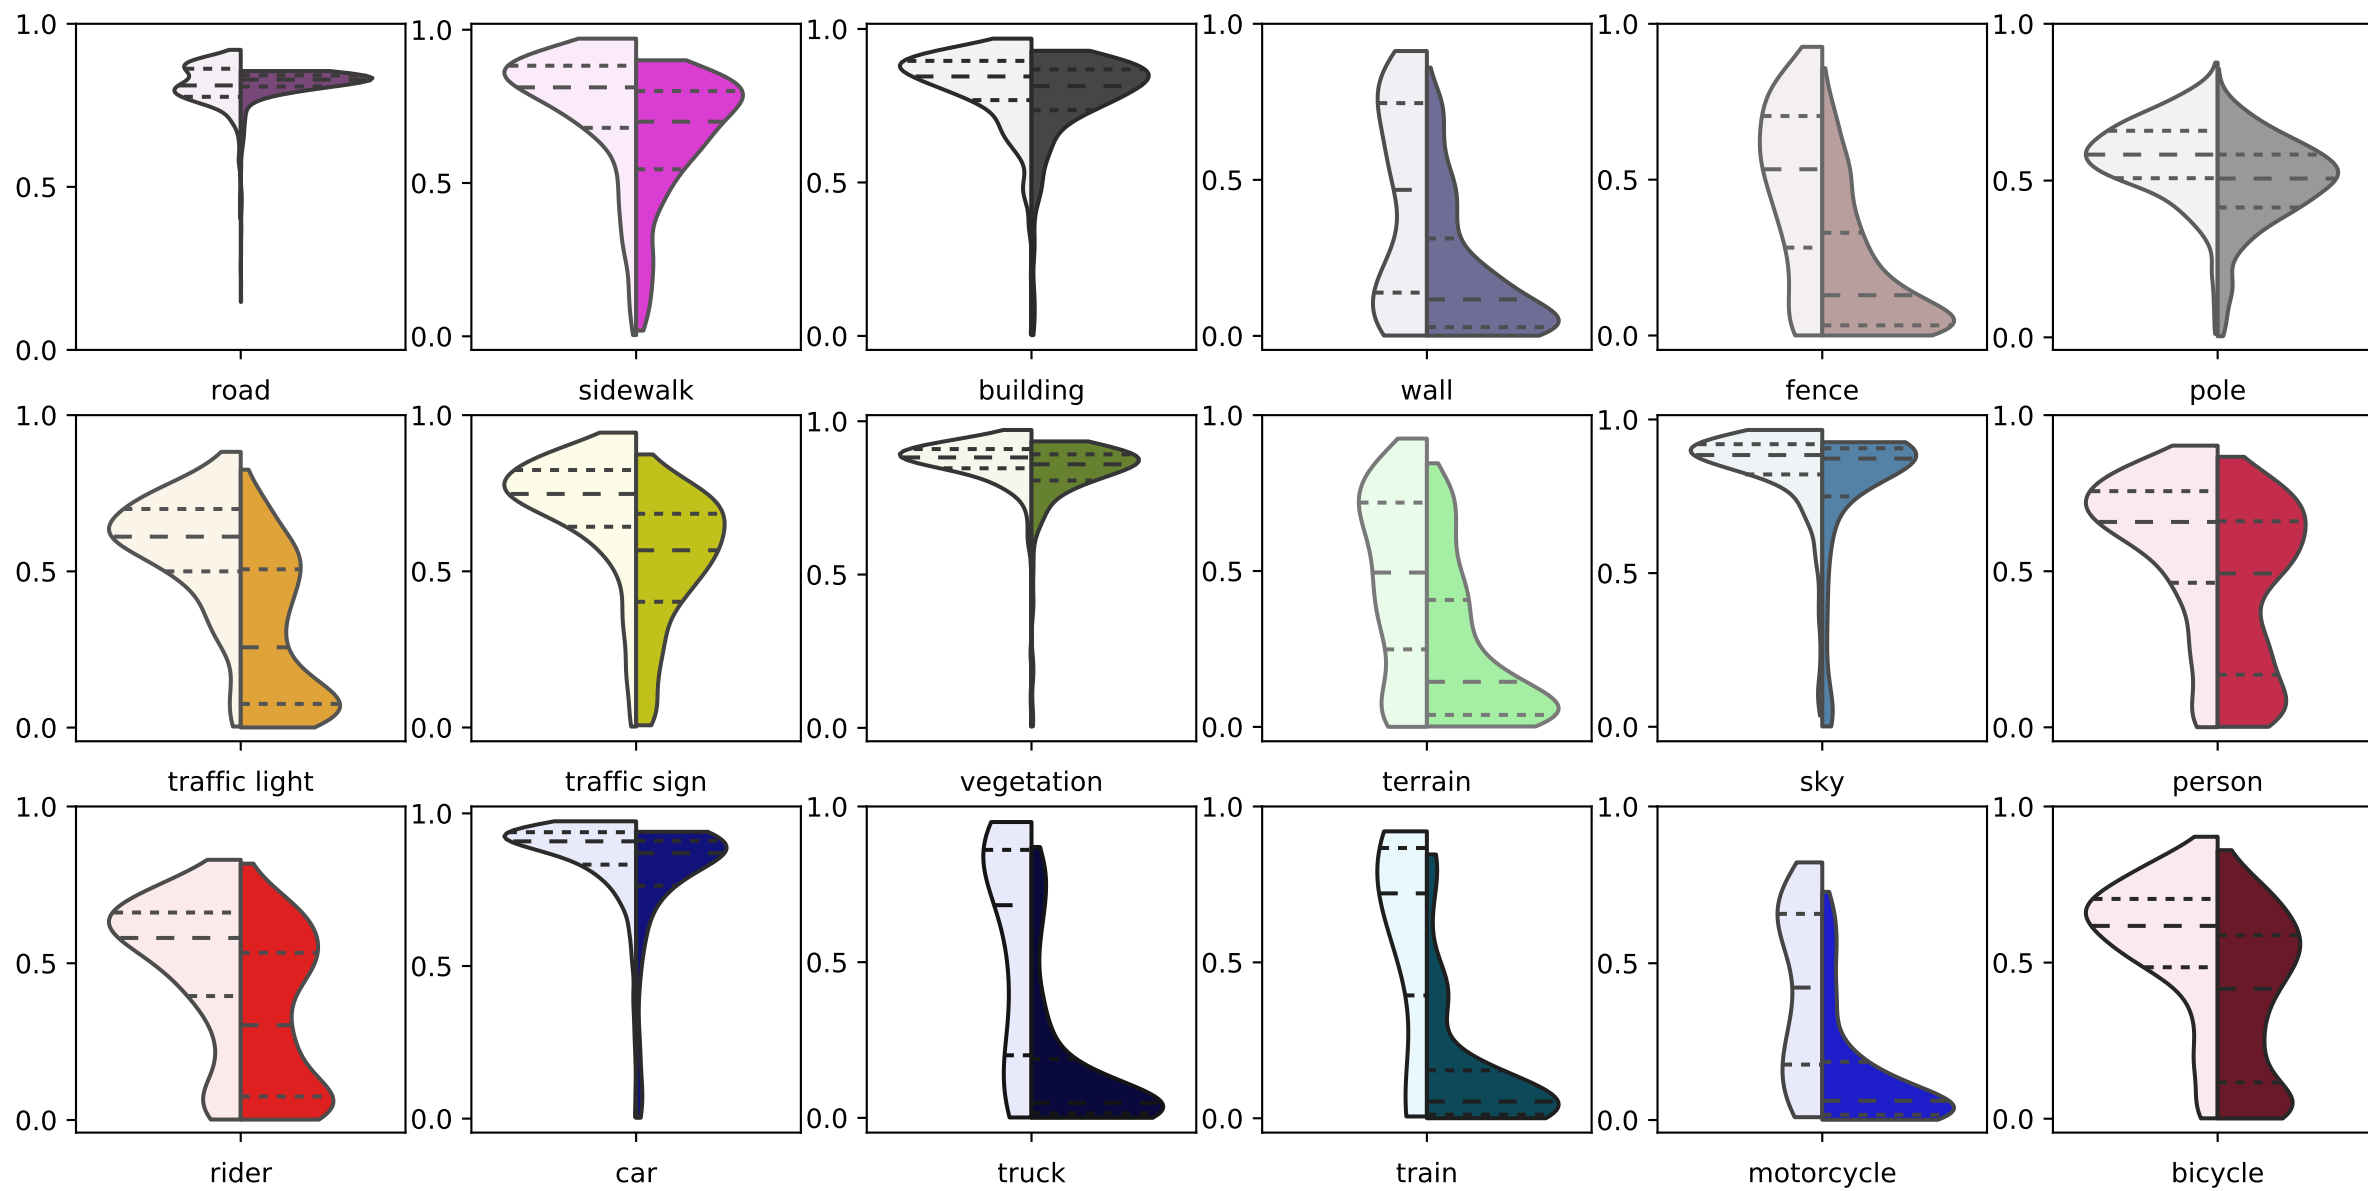 1.0 1.0 1.0 1.0 1.0 1.0
0.5 0.5 0.5 0.5 0.5 0.5
0.0 0.0 0.0 0.0 0.0 0.0
road sidewalk building wall fence pole
1.0 1.0 1.0 1.0 1.0 1.0
0.5 0.5 0.5 0.5 0.5 0.5
0.0 0.0 0.0 0.0 0.0 0.0
traffic light traffic sign vegetation terrain sky person
1.0 1.0 1.0 1.0 1.0 1.0
0.5 0.5 0.5 0.5 0.5 0.5
0.0 0.0 0.0 0.0 0.0 0.0
rider car truck train motorcycle bicycle